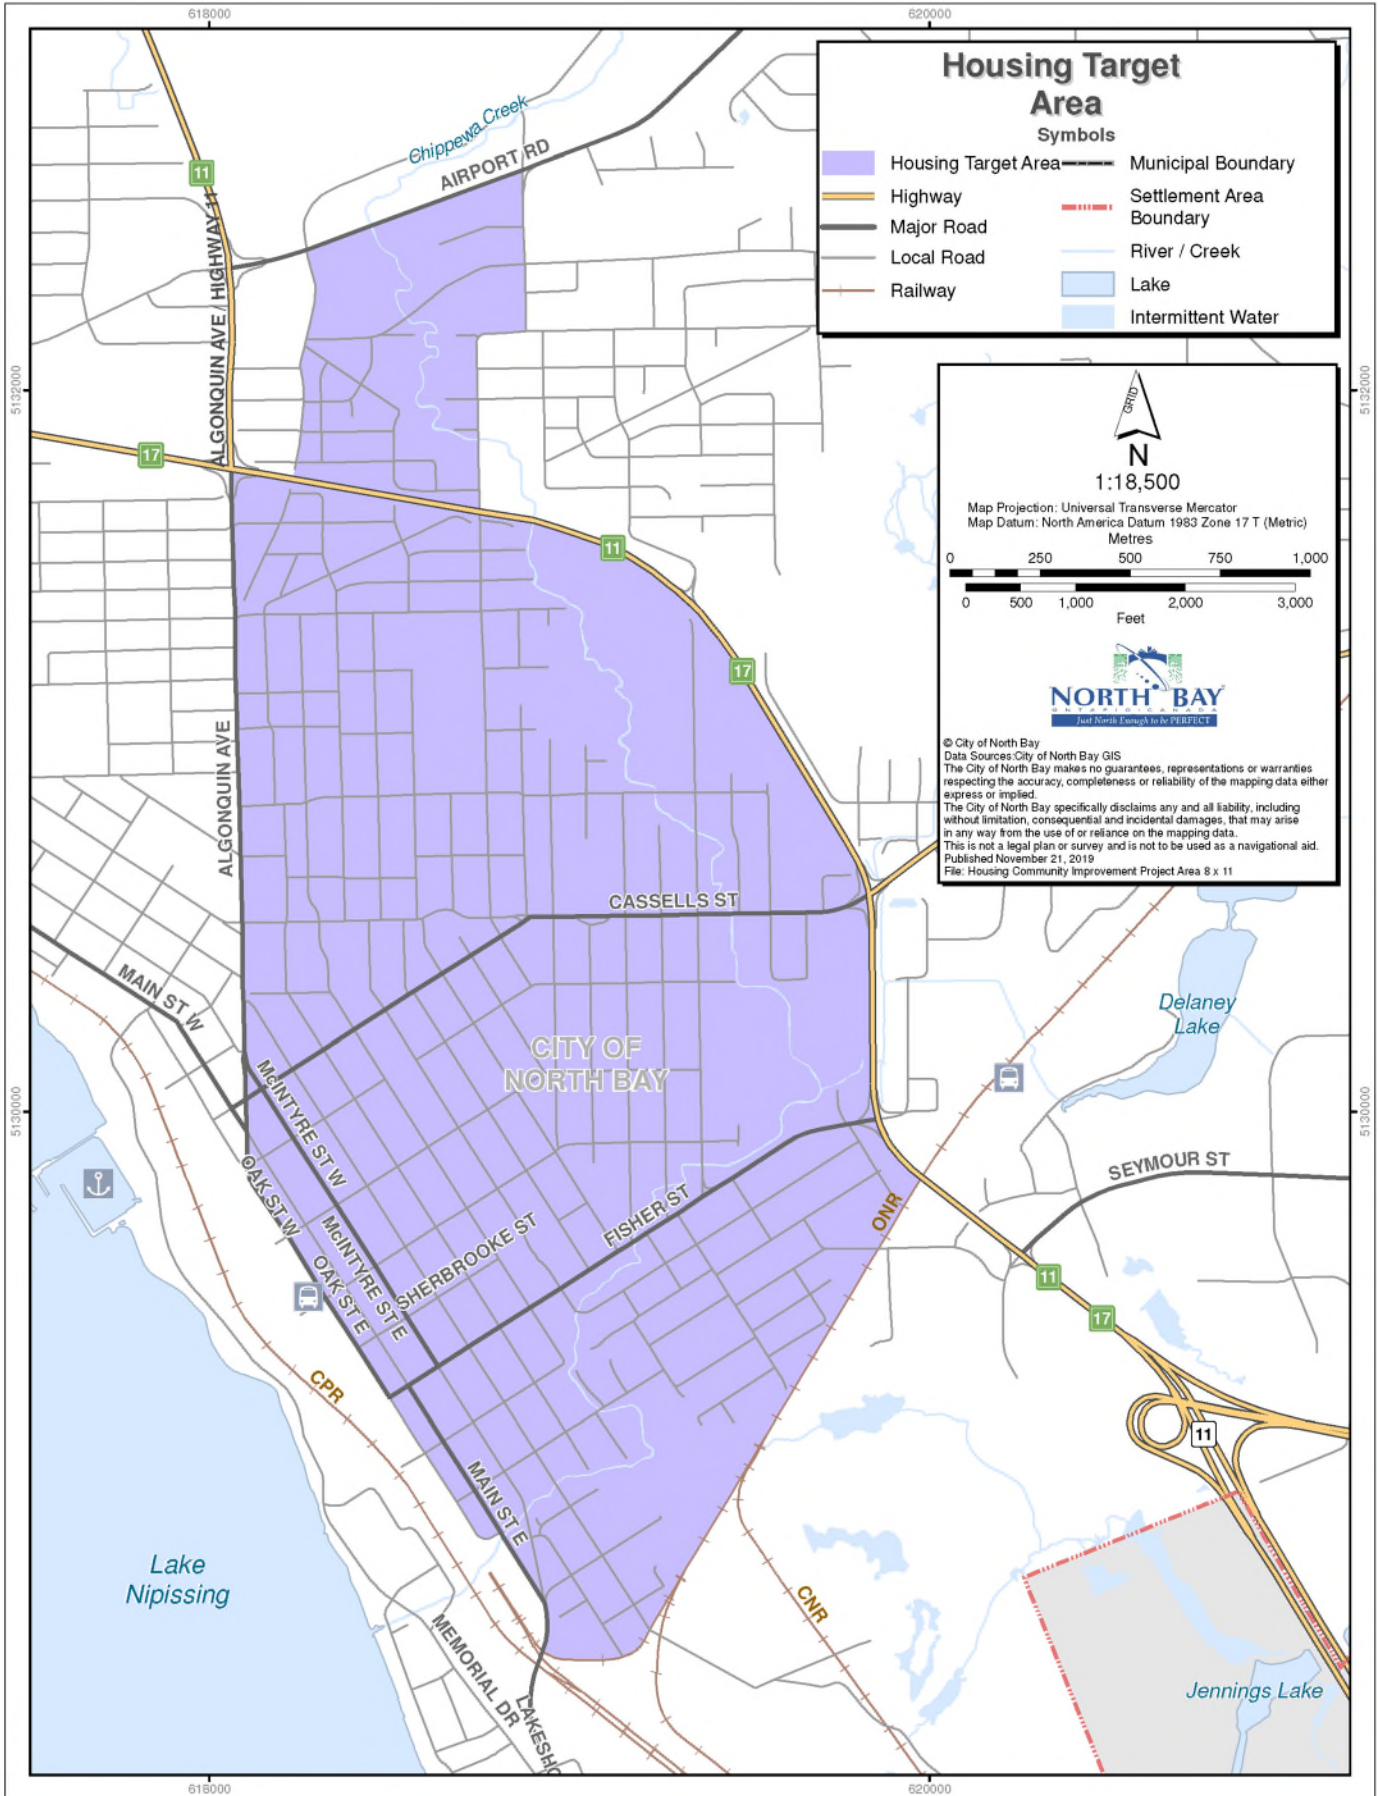 618000
620000
Housing Target
Area
Symbols
Housing Target Area
Municipal Boundary
Highway
Settlement Area
Boundary
Major Road
Local Road
River / Creek
Railway
Lake
Intermittent Water
Chippewa Creek
AIRPORT RD
11
ALGONQUIN AVE / HIGHWAY 11
5132000
5132000
17
GRID
N
1:18,500
Map Projection: Universal Transverse Mercator
Map Datum: North America Datum 1983 Zone 17 T (Metric)
Metres
0 250 500 750 1,000
0 500 1,000 2,000 3,000
Feet
11
17
NORTH BAY
ONTARIO • CANADA
Just North Enough to be PERFECT
© City of North Bay
Data Sources:City of North Bay GIS
The City of North Bay makes no guarantees, representations or warranties
respecting the accuracy, completeness or reliability of the mapping data either
express or implied.
The City of North Bay specifically disclaims any and all liability, including
without limitation, consequential and incidental damages, that may arise
in any way from the use of or reliance on the mapping data.
This is not a legal plan or survey and is not to be used as a navigational aid.
Published November 21, 2019
File: Housing Community Improvement Project Area 8 x 11
ALGONQUIN AVE
CASSELLS ST
MAIN ST W
Delaney
Lake
CITY OF
NORTH BAY
5130000
5130000
McINTYRE ST W
OAK ST W
SEYMOUR ST
ONR
FISHER ST
SHERBROOKE ST
McINTYRE ST E
OAK ST E
11
17
CPR
11
MAIN ST E
Lake
Nipissing
CNR
MEMORIAL DR
LAKESHO
Jennings Lake
618000
620000